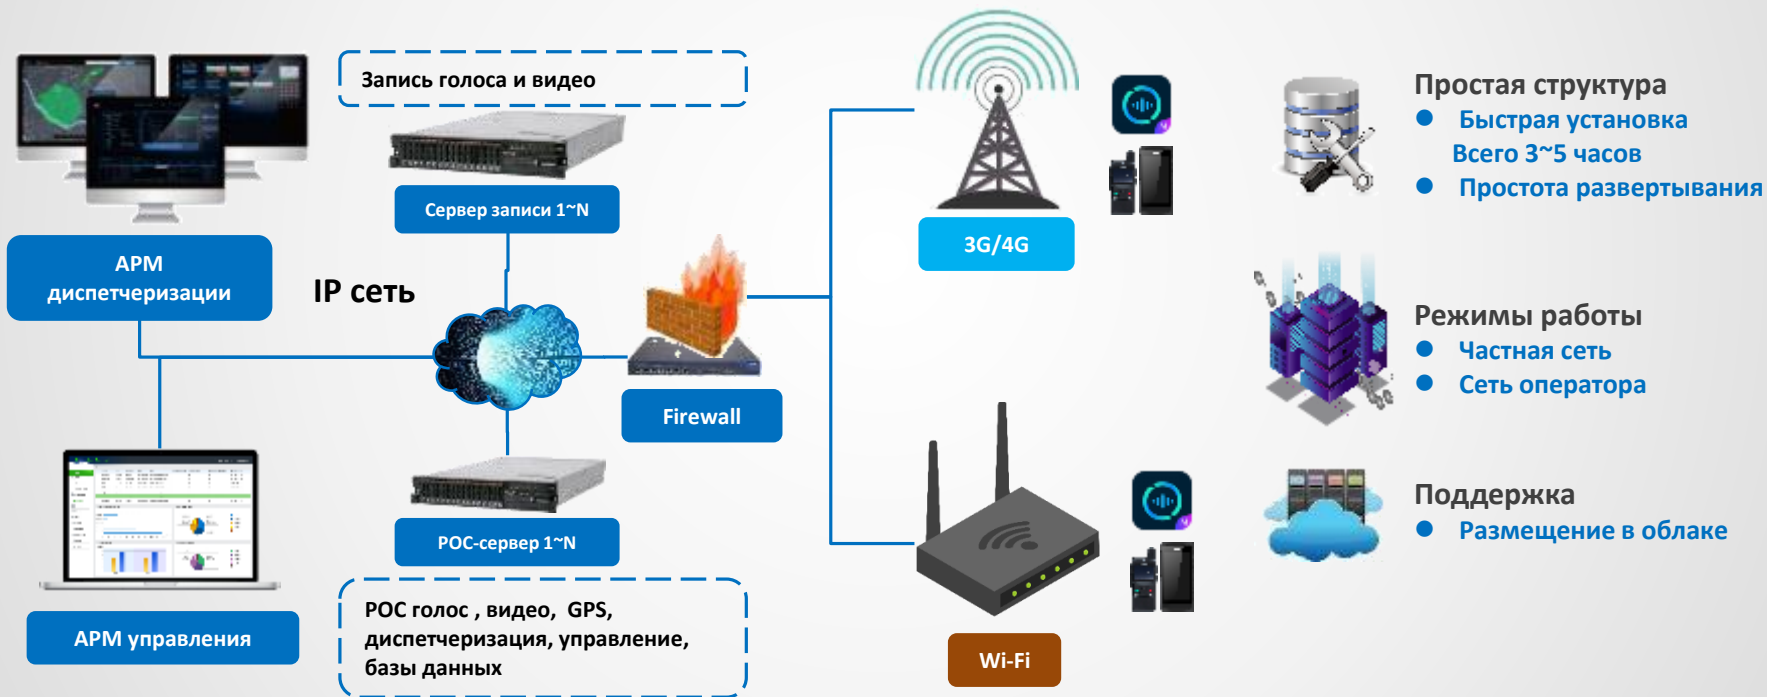 Запись голоса и видео
Сервер записи 1~N
АРМ
диспетчеризации
IP сеть
Firewall
POC-сервер 1~N
АРМ управления
POC голос , видео, GPS,
диспетчеризация, управление,
базы данных
3G/4G
Wi-Fi
Простая структура
Быстрая установка
Всего 3~5 часов
Простота развертывания
Режимы работы
Частная сеть
Сеть оператора
Поддержка
Размещение в облаке